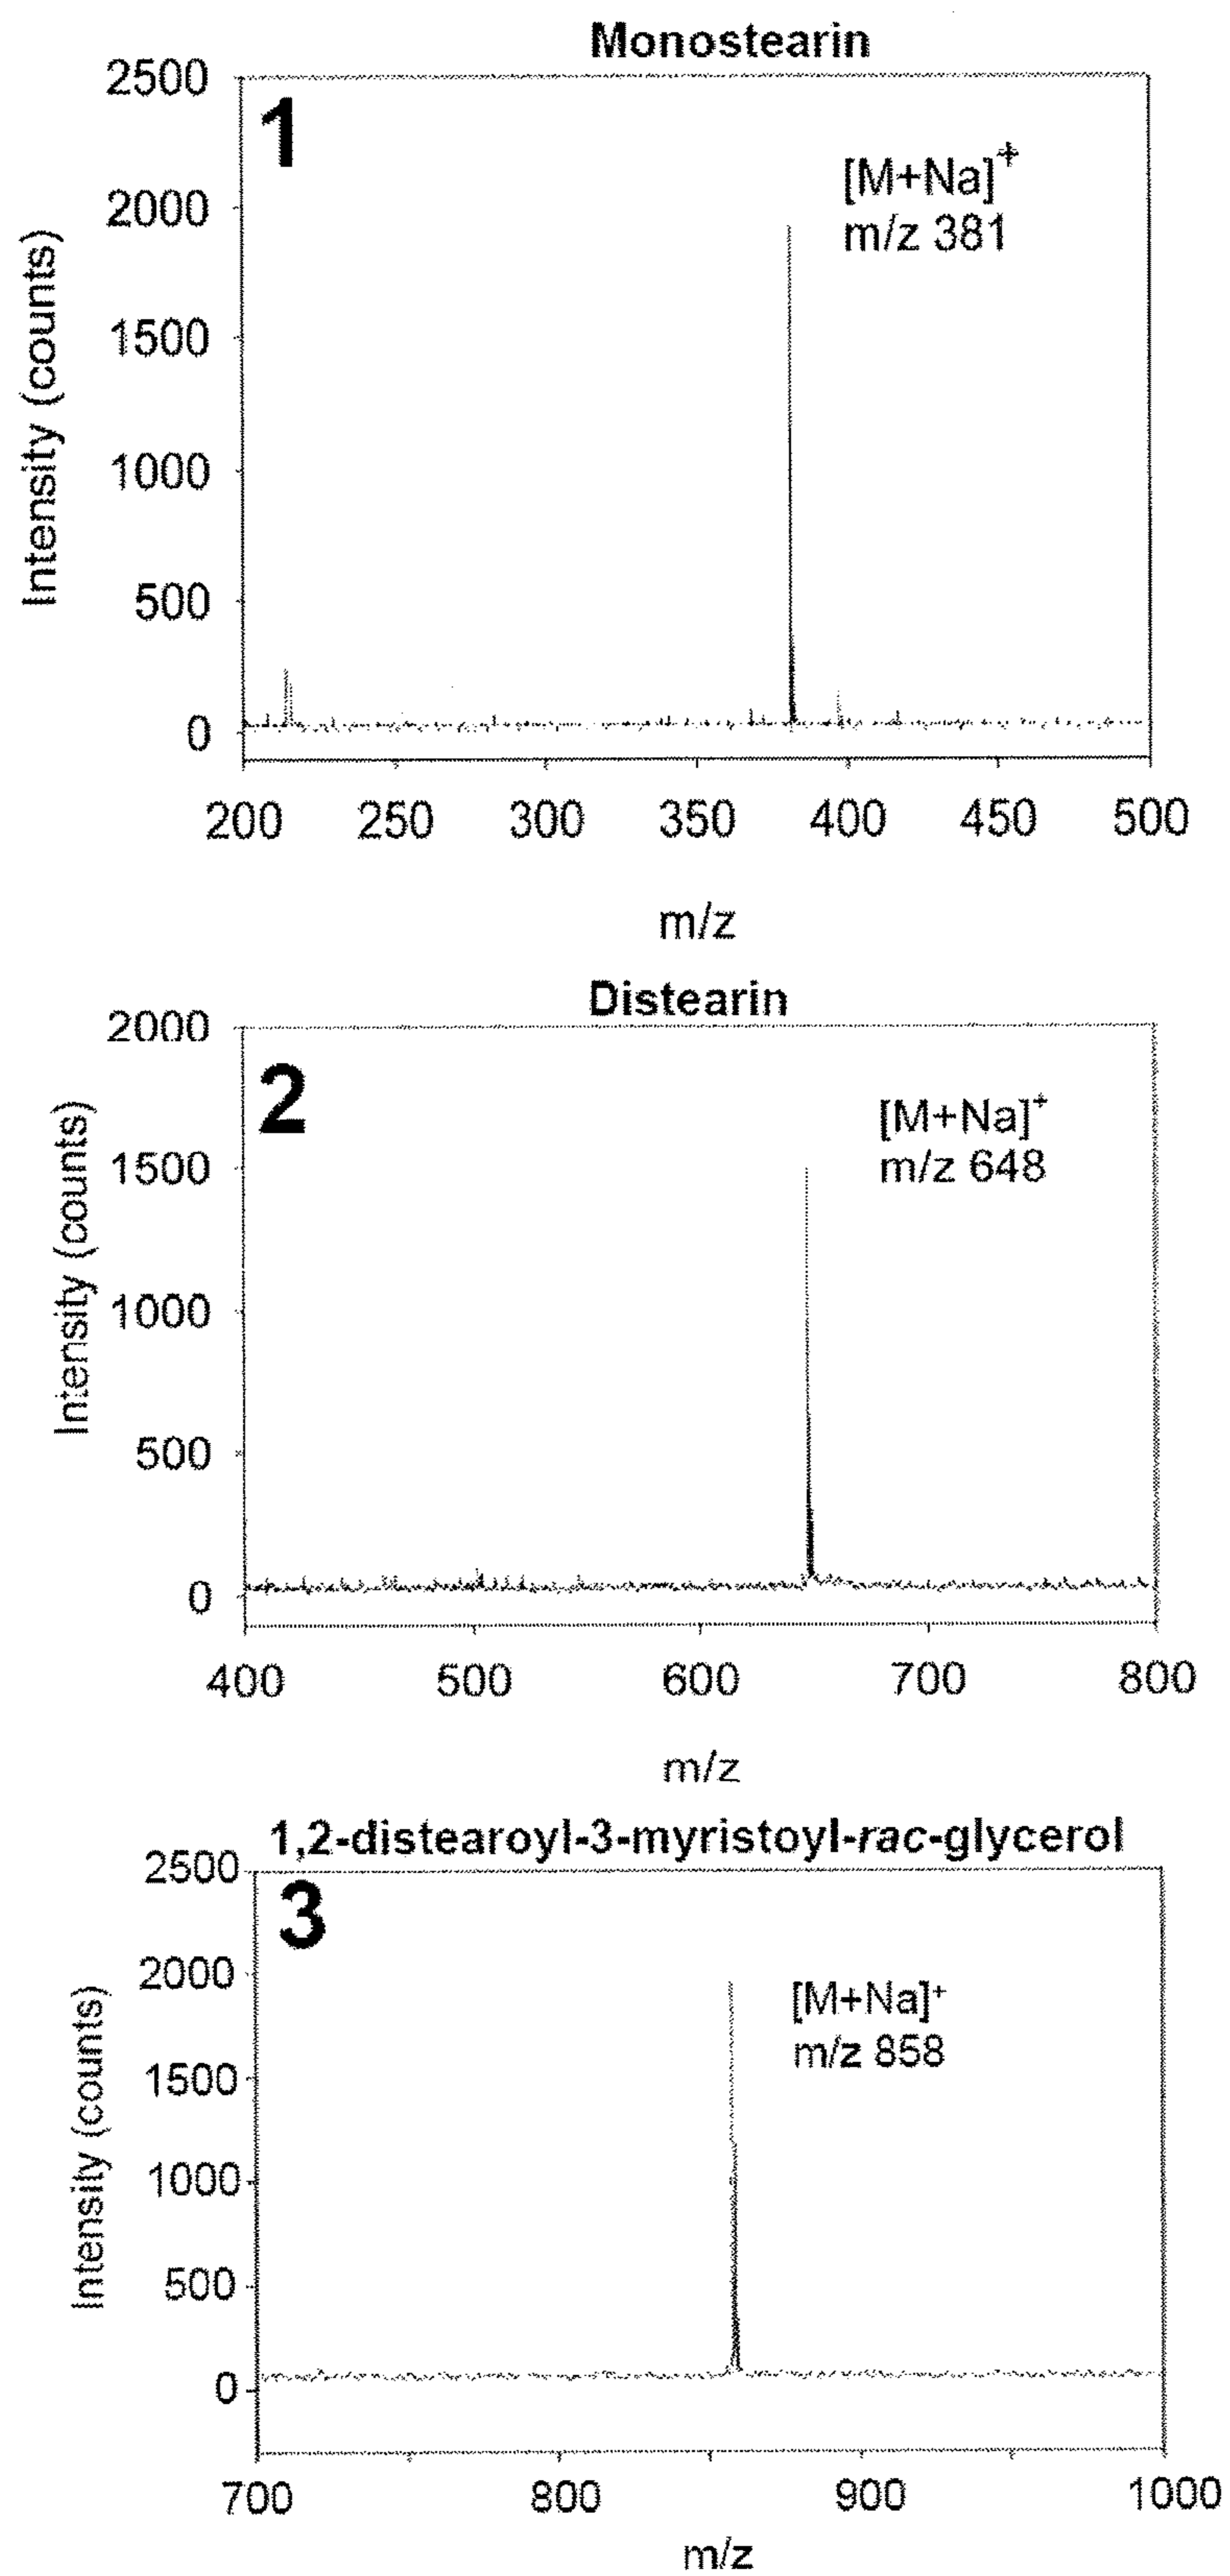 Monostearin
2500
1
[M+Na]+
m/z 381
2000
1500
1000
500
0
Intensity (counts)
200 250 300 350 400 450 500
m/z
Distearin
2000
2
[M+Na]+
m/z 648
1500
1000
500
0
Intensity (counts)
400 500 600 700 800
m/z
1,2-distearoyl-3-myristoyl-rac-glycerol
2500
3
2000
[M+Na]+
m/z 858
1500
1000
500
0
Intensity (counts)
700 800 900 1000
m/z